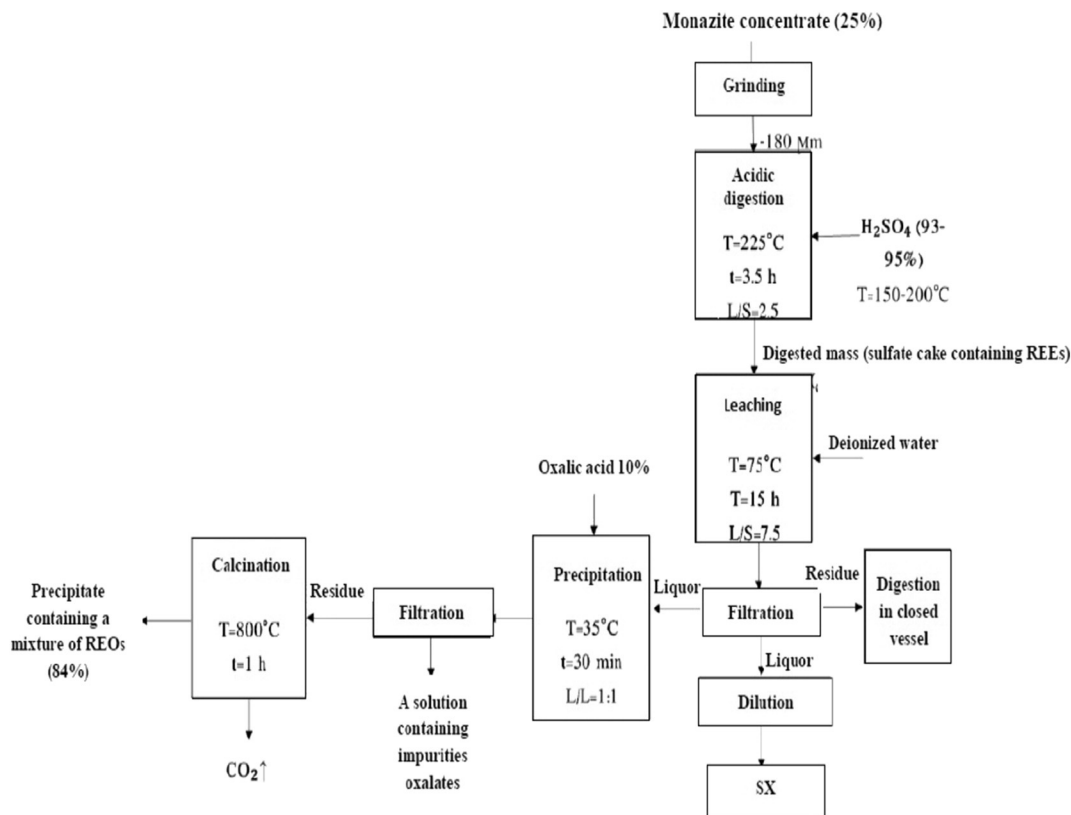 Monazite concentrate (25%)
Grinding
-180 Mm
Acidic
digestion
T=225°C
t=3.5 h
L/S=2.5
H₂SO₄ (93-
95%)
T=150-200°C
Digested mass (sulfate cake containing REEs)
Leaching
T=75°C
T=15 h
L/S=7.5
Deionized water
Oxalic acid 10%
Precipitation
T=35°C
t=30 min
L/L=1:1
Liquor
Filtration
Residue
Digestion
in closed
vessel
Liquor
Dilution
SX
Filtration
A solution
containing
impurities
oxalates
Residue
Calcination
T=800°C
t=1 h
CO₂↑
Precipitate
containing a
mixture of REOs
(84%)